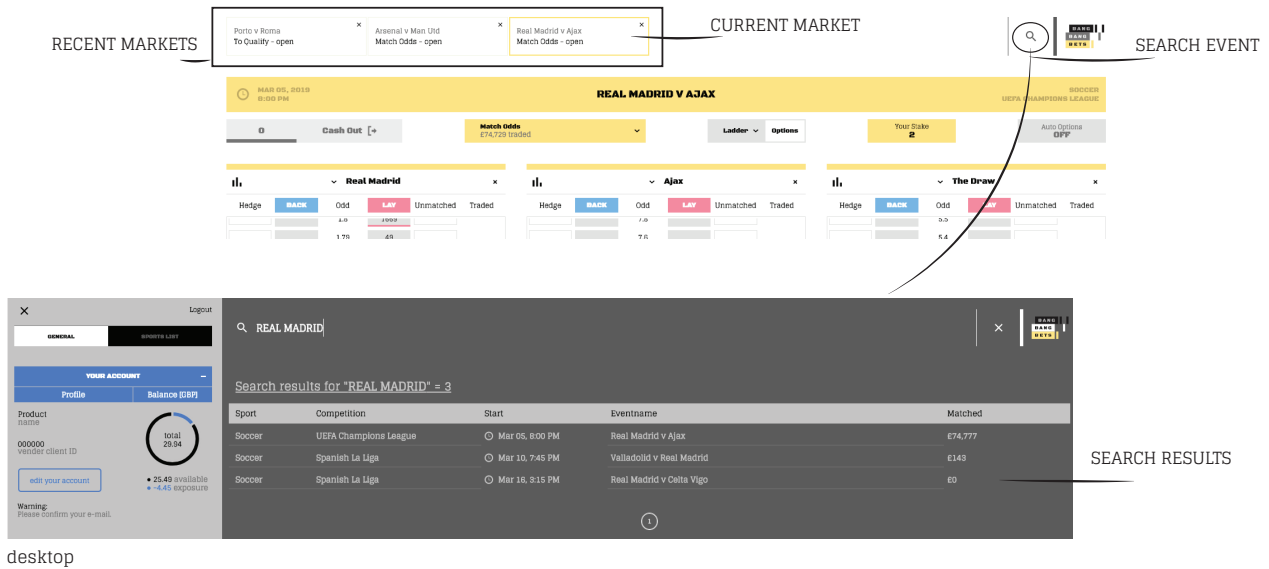 RECENT MARKETS
Porto v Roma
To Qualify - open
×
Arsenal v Man Utd
Match Odds - open
×
Real Madrid v Ajax
Match Odds - open
×
CURRENT MARKET
BANG
BANG
BETS
SEARCH EVENT
MAR 05, 2019
8:00 PM
REAL MADRID V AJAX
SOCCER
UEFA CHAMPIONS LEAGUE
0
Cash Out
Match Odds
£74,729 traded
Ladder
Options
Your Stake
2
Auto Options
OFF
Real Madrid ×
Ajax ×
The Draw ×
Hedge BACK Odd LAY Unmatched Traded
Hedge BACK Odd LAY Unmatched Traded
Hedge BACK Odd LAY Unmatched Traded
1.8 1669 7.8 5.5
1.79 49 7.6 5.4
× Logout
GENERAL SPORTS LIST
YOUR ACCOUNT –
Profile Balance (GBP)
Product
name
000000
vender client ID
edit your account
total
29.94
25.49 available
-4.45 exposure
Warning:
Please confirm your e-mail.
REAL MADRID
×
BANG
BANG
BETS
Search results for "REAL MADRID" = 3
Sport Competition Start Eventname Matched
Soccer UEFA Champions League Mar 05, 8:00 PM Real Madrid v Ajax £74,777
Soccer Spanish La Liga Mar 10, 7:45 PM Valladolid v Real Madrid £143
Soccer Spanish La Liga Mar 16, 3:15 PM Real Madrid v Celta Vigo £0
1
SEARCH RESULTS
desktop